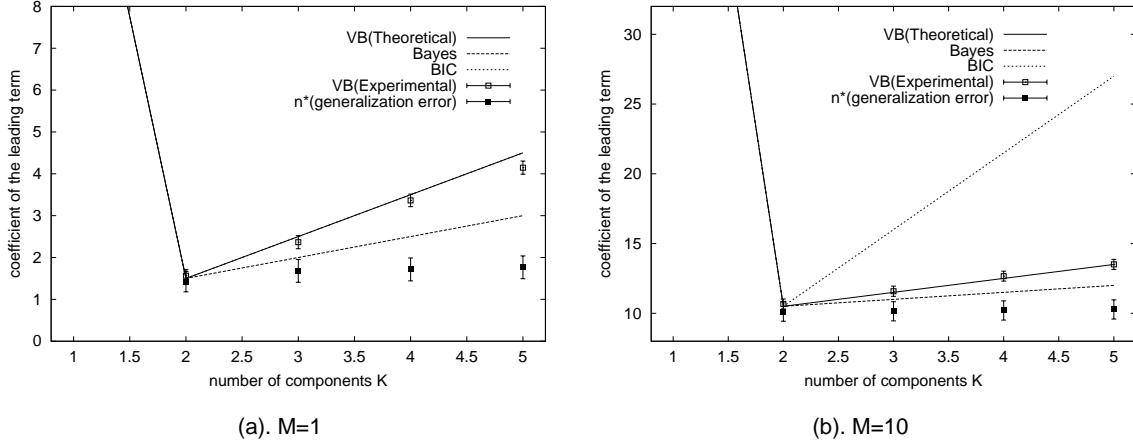 8
7
6
5
4
3
2
1
0
coefficient of the leading term
VB(Theoretical)
Bayes
BIC
VB(Experimental)
n*(generalization error)
1
1.5
2
2.5
3
3.5
4
4.5
5
number of components K
(a). M=1
30
25
20
15
10
coefficient of the leading term
VB(Theoretical)
Bayes
BIC
VB(Experimental)
n*(generalization error)
1
1.5
2
2.5
3
3.5
4
4.5
5
number of components K
(b). M=10